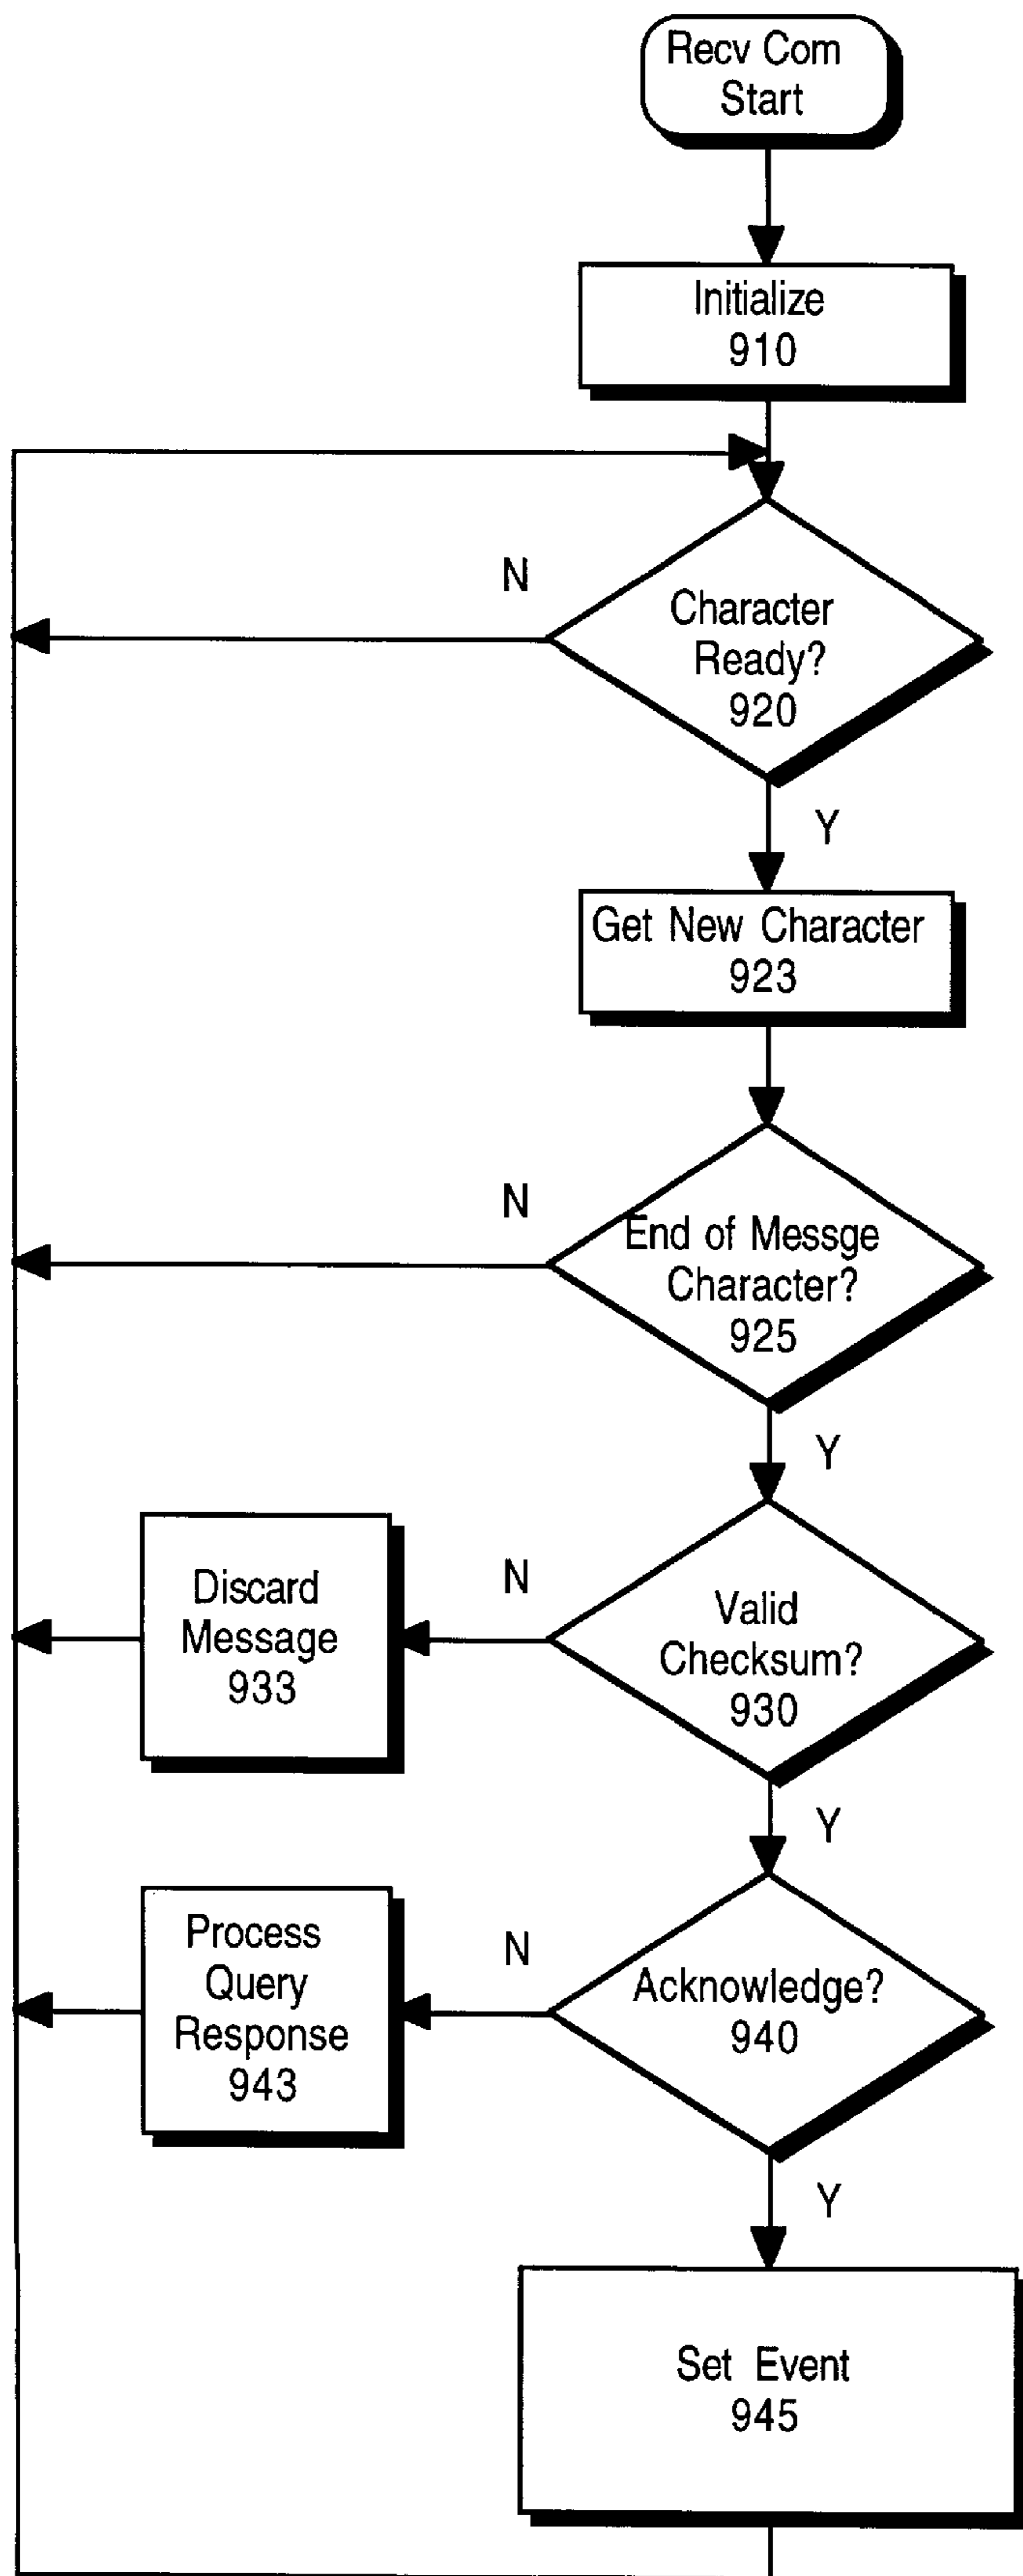 Recv Com
Start
Initialize
910
N
Character
Ready?
920
Y
Get New Character
923
N
End of Messge
Character?
925
Y
Discard
Message
933
N
Valid
Checksum?
930
Y
Process
Query
Response
943
N
Acknowledge?
940
Y
Set Event
945